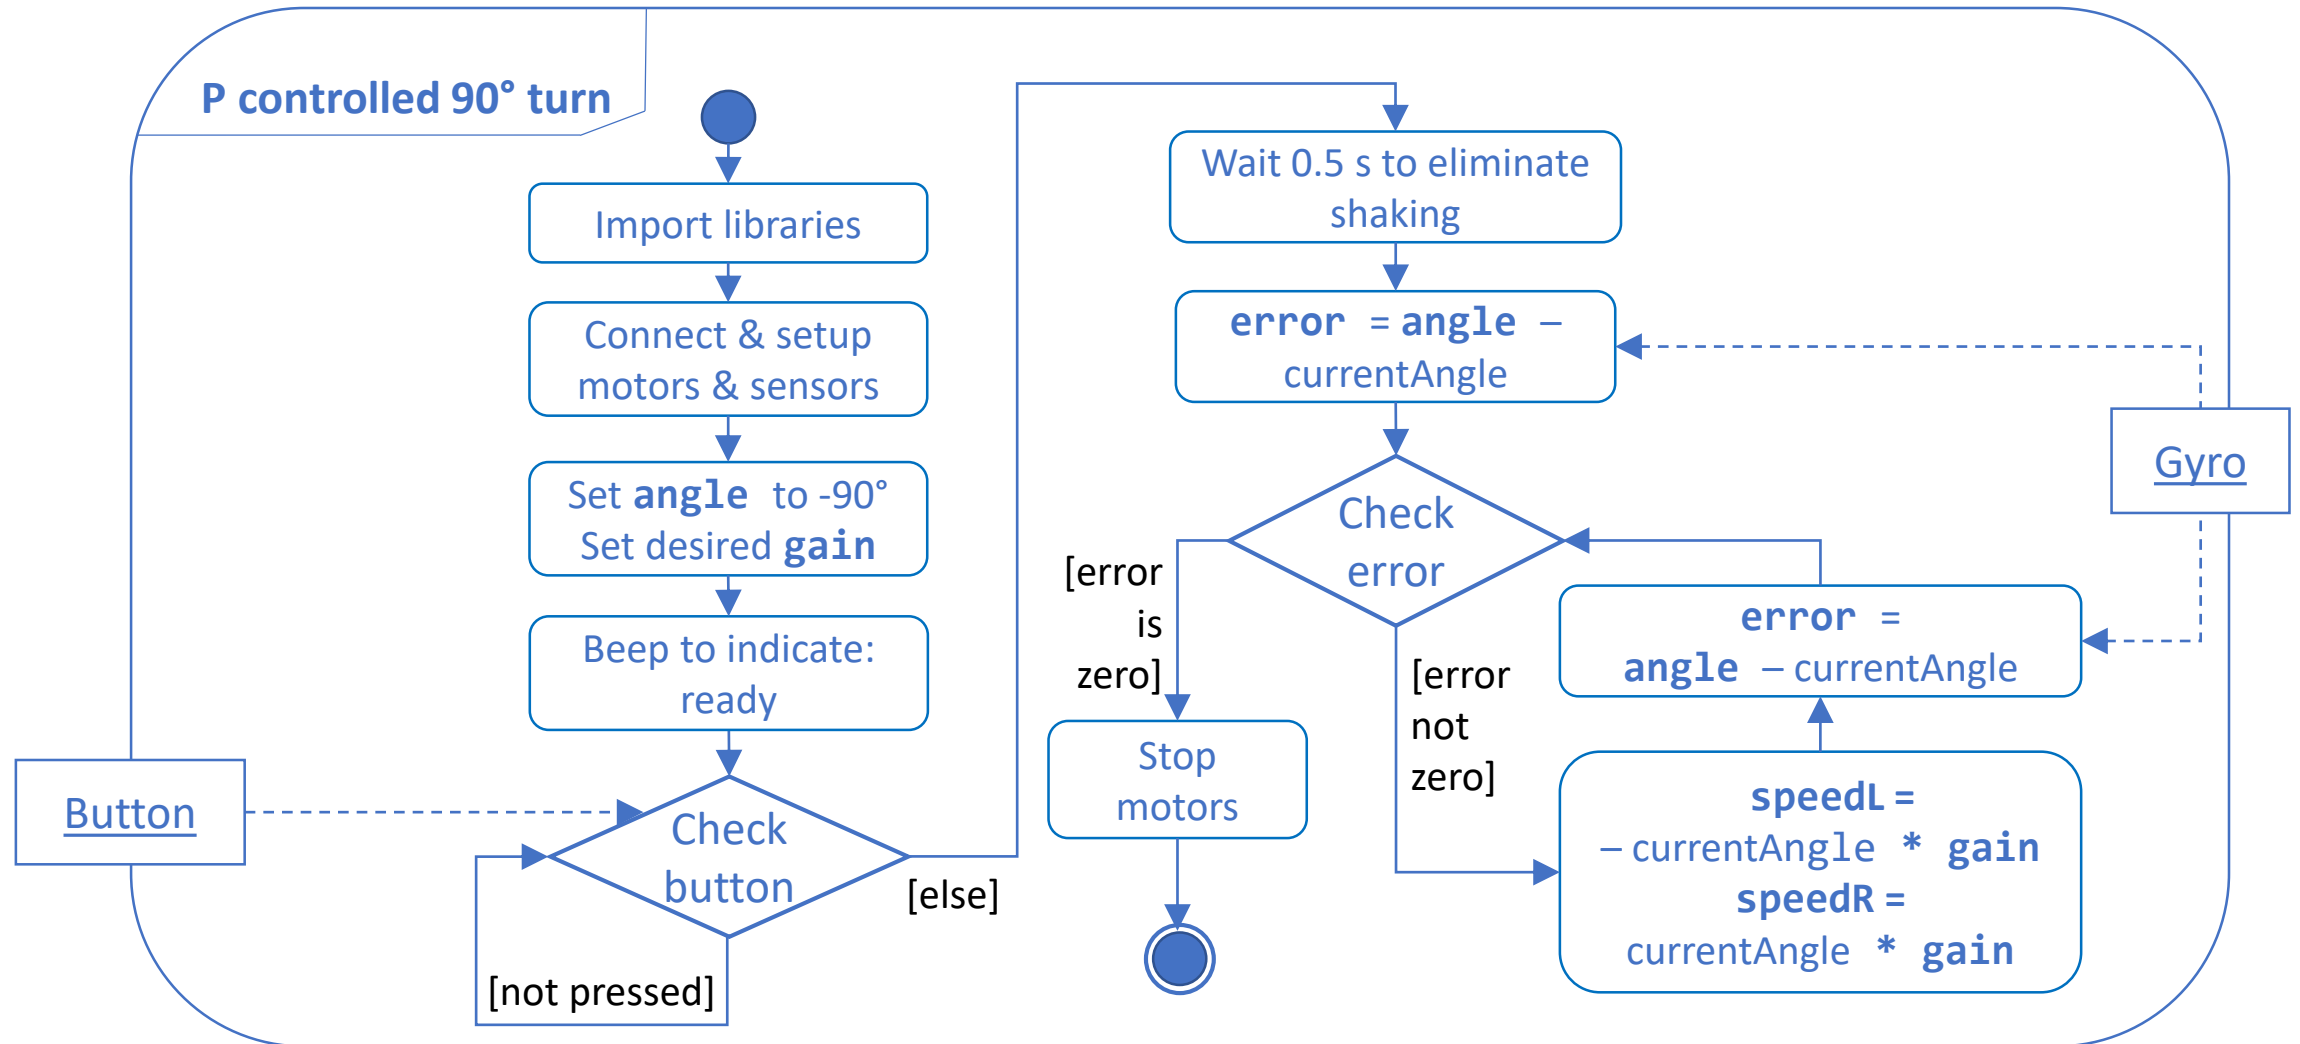 P controlled 90° turn
Import libraries
Connect & setup
motors & sensors
Set angle to -90°
Set desired gain
Beep to indicate:
ready
Button
Check
button
[not pressed]
[else]
Wait 0.5 s to eliminate
shaking
error = angle –
currentAngle
Gyro
Check
error
[error
is
zero]
Stop
motors
[error
not
zero]
speedL =
– currentAngle * gain
speedR =
currentAngle * gain
error =
angle – currentAngle